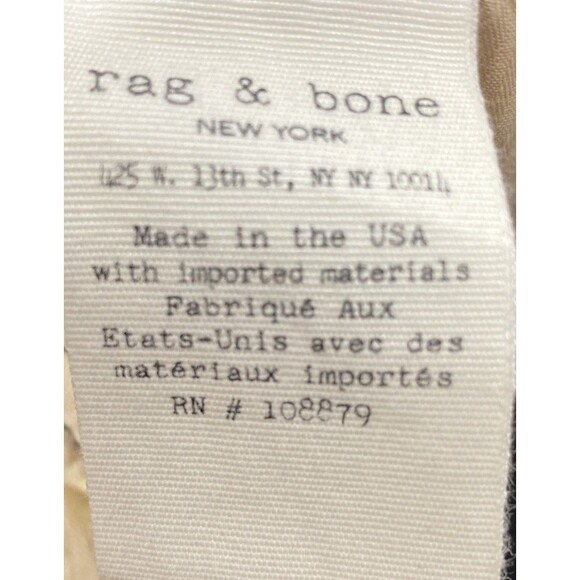 rag & bone
NEW YORK
425 W. 13th St, NY NY 10014
Made in the USA
with imported materials
Fabriqué Aux
Etats-Unis avec des
matériaux importés
RN # 108879